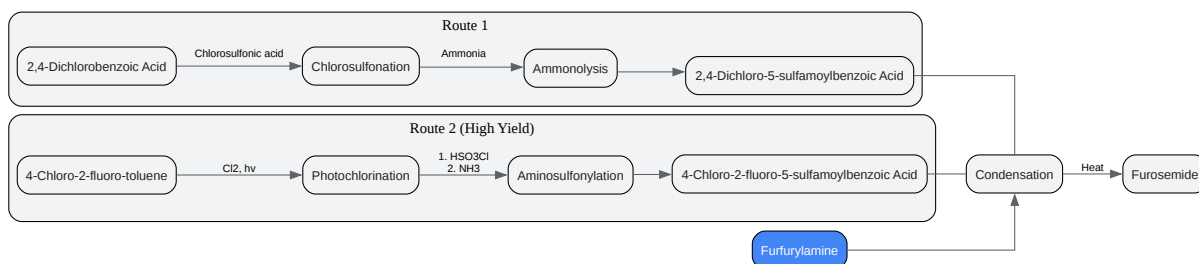 Route 1
2,4-Dichlorobenzoic Acid
Chlorosulfonic acid
Chlorosulfonation
Ammonia
Ammonolysis
2,4-Dichloro-5-sulfamoylbenzoic Acid
Route 2 (High Yield)
4-Chloro-2-fluoro-toluene
Cl2, hv
Photochlorination
1. HSO3Cl
2. NH3
Aminosulfonylation
4-Chloro-2-fluoro-5-sulfamoylbenzoic Acid
Condensation
Heat
Furosemide
Furfurylamine